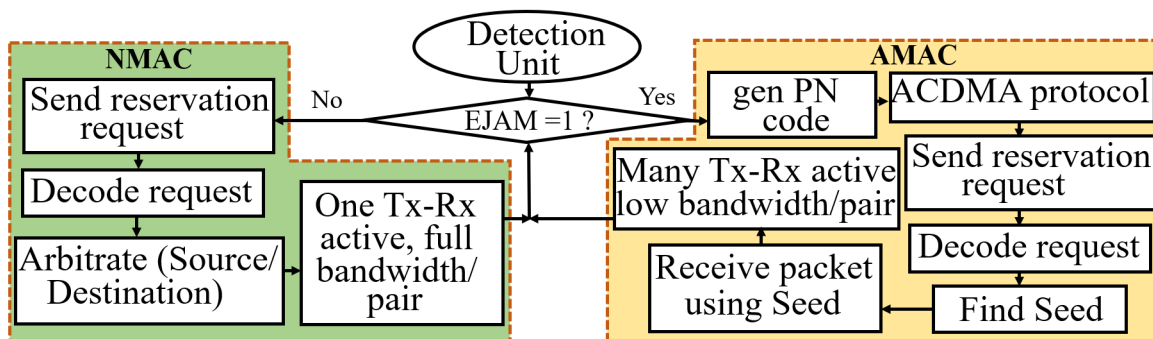 Detection
Unit
EJAM =1 ?
No
Yes
NMAC
Send reservation
request
Decode request
Arbitrate (Source/
Destination)
One Tx-Rx
active, full
bandwidth/
pair
AMAC
gen PN
code
ACDMA protocol
Send reservation
request
Decode request
Find Seed
Receive packet
using Seed
Many Tx-Rx active
low bandwidth/pair